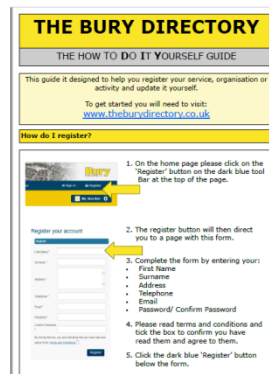 THE BURY DIRECTORY
THE HOW TO DO IT YOURSELF GUIDE
This guide it designed to help you register your service, organisation or
activity and update it yourself.
To get started you will need to visit:
www.theburydirectory.co.uk
How do I register?
Bury
1. On the home page please click on the
'Register' button on the dark blue tool
Bar at the top of the page.
Register your account
2. The register button will then direct
you to a page with this form.
3. Complete the form by entering your:
• First Name
• Surname
• Address
• Telephone
• Email
• Password/ Confirm Password
4. Please read terms and conditions and
tick the box to confirm you have
read them and agree to them.
5. Click the dark blue 'Register' button
below the form.
Register